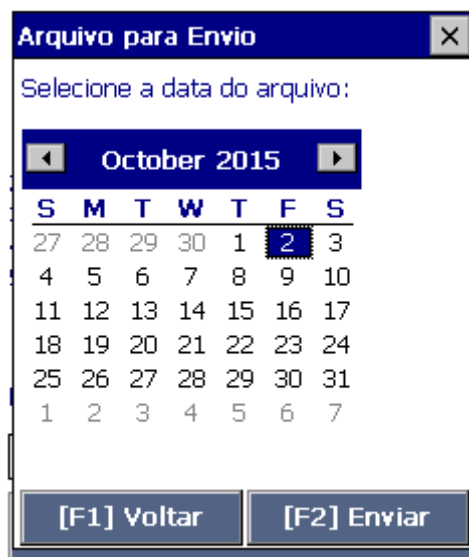 Arquivo para Envio
Selecione a data do arquivo:
October 2015
S M T W T F S
27 28 29 30 1 2 3
4 5 6 7 8 9 10
11 12 13 14 15 16 17
18 19 20 21 22 23 24
25 26 27 28 29 30 31
1 2 3 4 5 6 7
[F1] Voltar [F2] Enviar